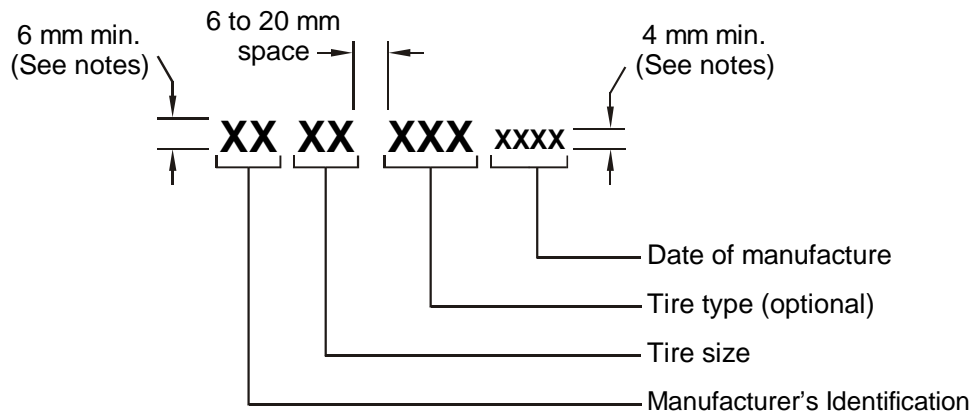 6 to 20 mm
space
6 mm min.
(See notes)
4 mm min.
(See notes)
XX XX XXX XXXX
Date of manufacture
Tire type (optional)
Tire size
Manufacturer's Identification